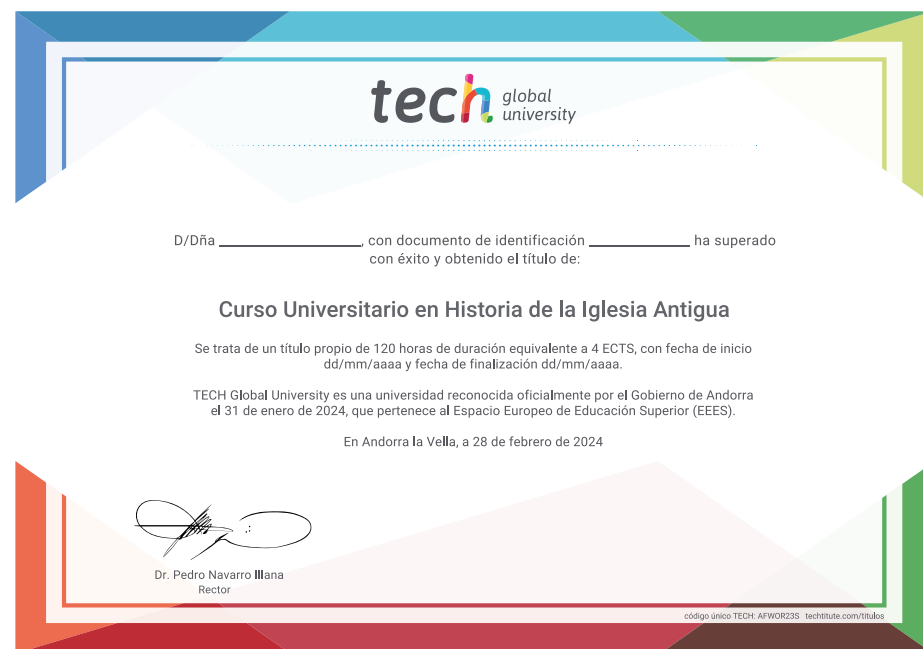 tech global university
D/Dña ____________, con documento de identificación ____________ ha superado
con éxito y obtenido el título de:
Curso Universitario en Historia de la Iglesia Antigua
Se trata de un título propio de 120 horas de duración equivalente a 4 ECTS, con fecha de inicio
dd/mm/aaaa y fecha de finalización dd/mm/aaaa.
TECH Global University es una universidad reconocida oficialmente por el Gobierno de Andorra
el 31 de enero de 2024, que pertenece al Espacio Europeo de Educación Superior (EEES).
En Andorra la Vella, a 28 de febrero de 2024
Dr. Pedro Navarro Illana
Rector
código único TECH: AFWOR23S techtitute.com/titulos